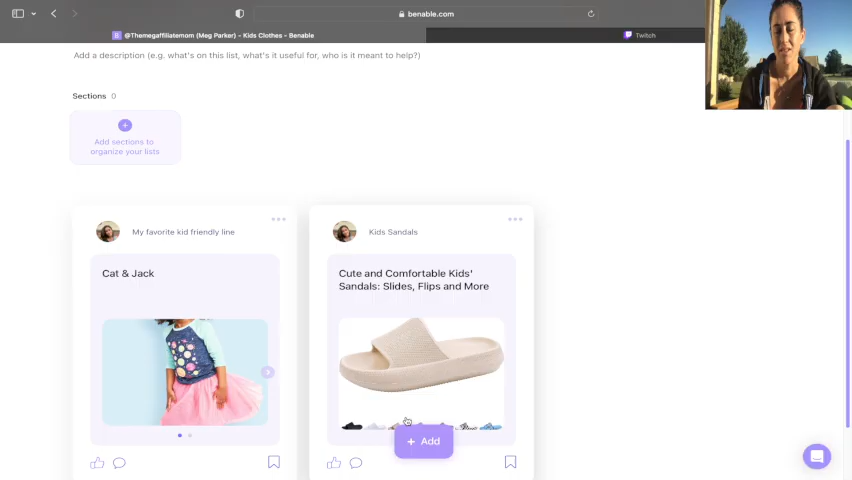 benable.com
@Themegaffiliatemom (Meg Parker) – Kids Clothes – Benable
Twitch
Add a description (e.g. what's on this list, what's it useful for, who is it meant to help?)
Sections 0
Add sections to
organize your lists
My favorite kid friendly line
Kids Sandals
Cat & Jack
Cute and Comfortable Kids'
Sandals: Slides, Flips and More
+ Add